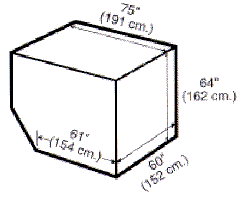 75"
(191 cm.)
64"
(162 cm.)
61"
(154 cm.)
60"
(152 cm.)